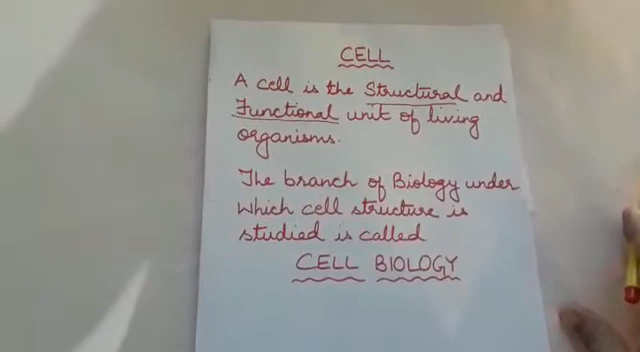 CELL
A cell is the Structural and
Functional unit of living
organisms.
The branch of Biology under
which cell structure is
studied is called
CELL BIOLOGY